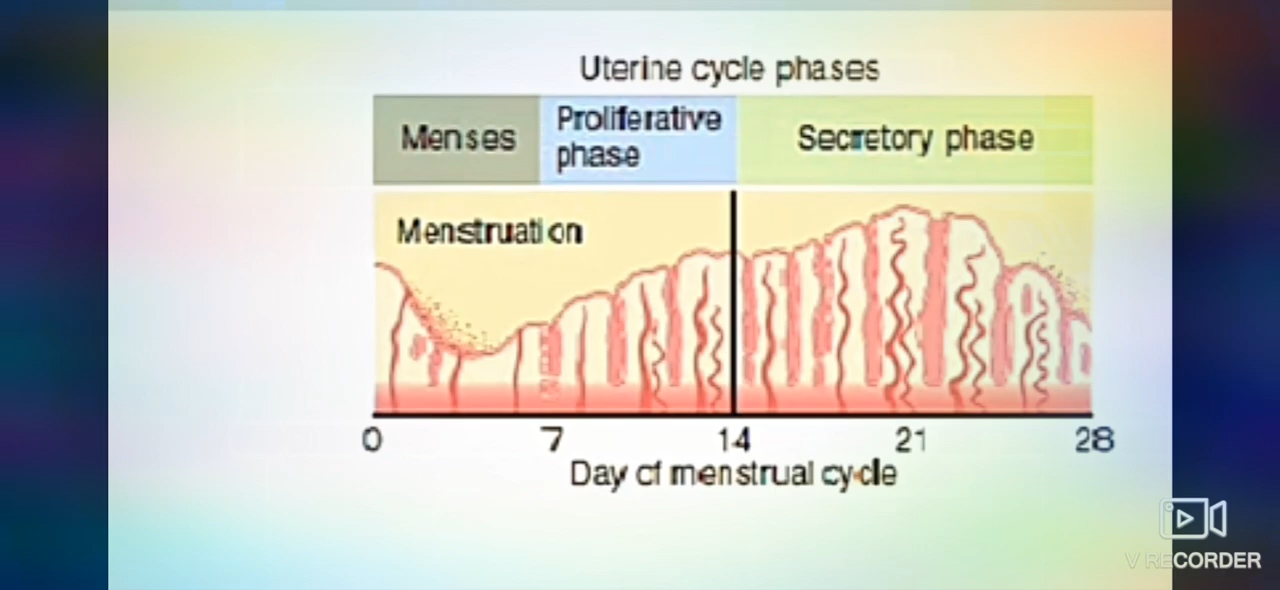 Uterine cycle phases
Menses
Proliferative
phase
Secretory phase
Menstruation
0 7 14 21 28
Day of menstrual cycle
V RECORDER